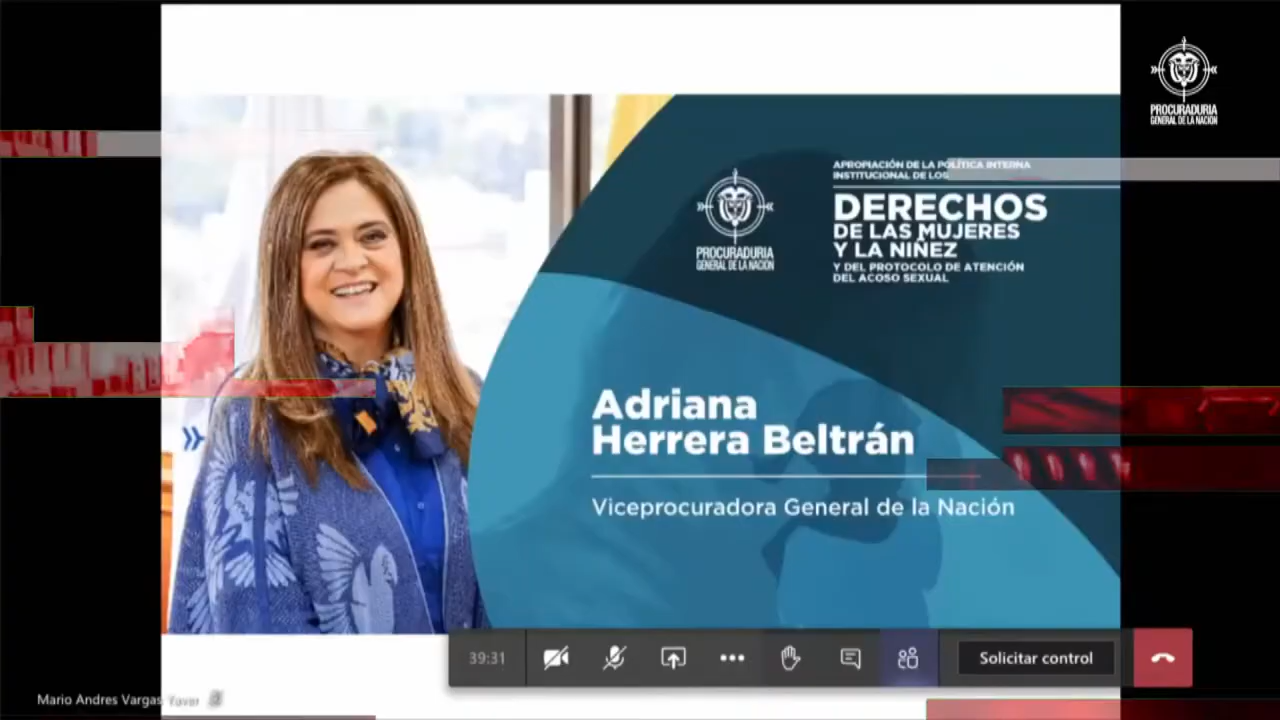 PROCURADURIA
GENERAL DE LA NACION
APROPIACIÓN DE LA POLÍTICA INTERNA
INSTITUCIONAL DE LOS
DERECHOS
DE LAS MUJERES
Y LA NIÑEZ
Y DEL PROTOCOLO DE ATENCIÓN
DEL ACOSO SEXUAL
PROCURADURIA
GENERAL DE LA NACION
Adriana
Herrera Beltrán
Viceprocuradora General de la Nación
39:31
Solicitar control
Mario Andres Vargas Yaver